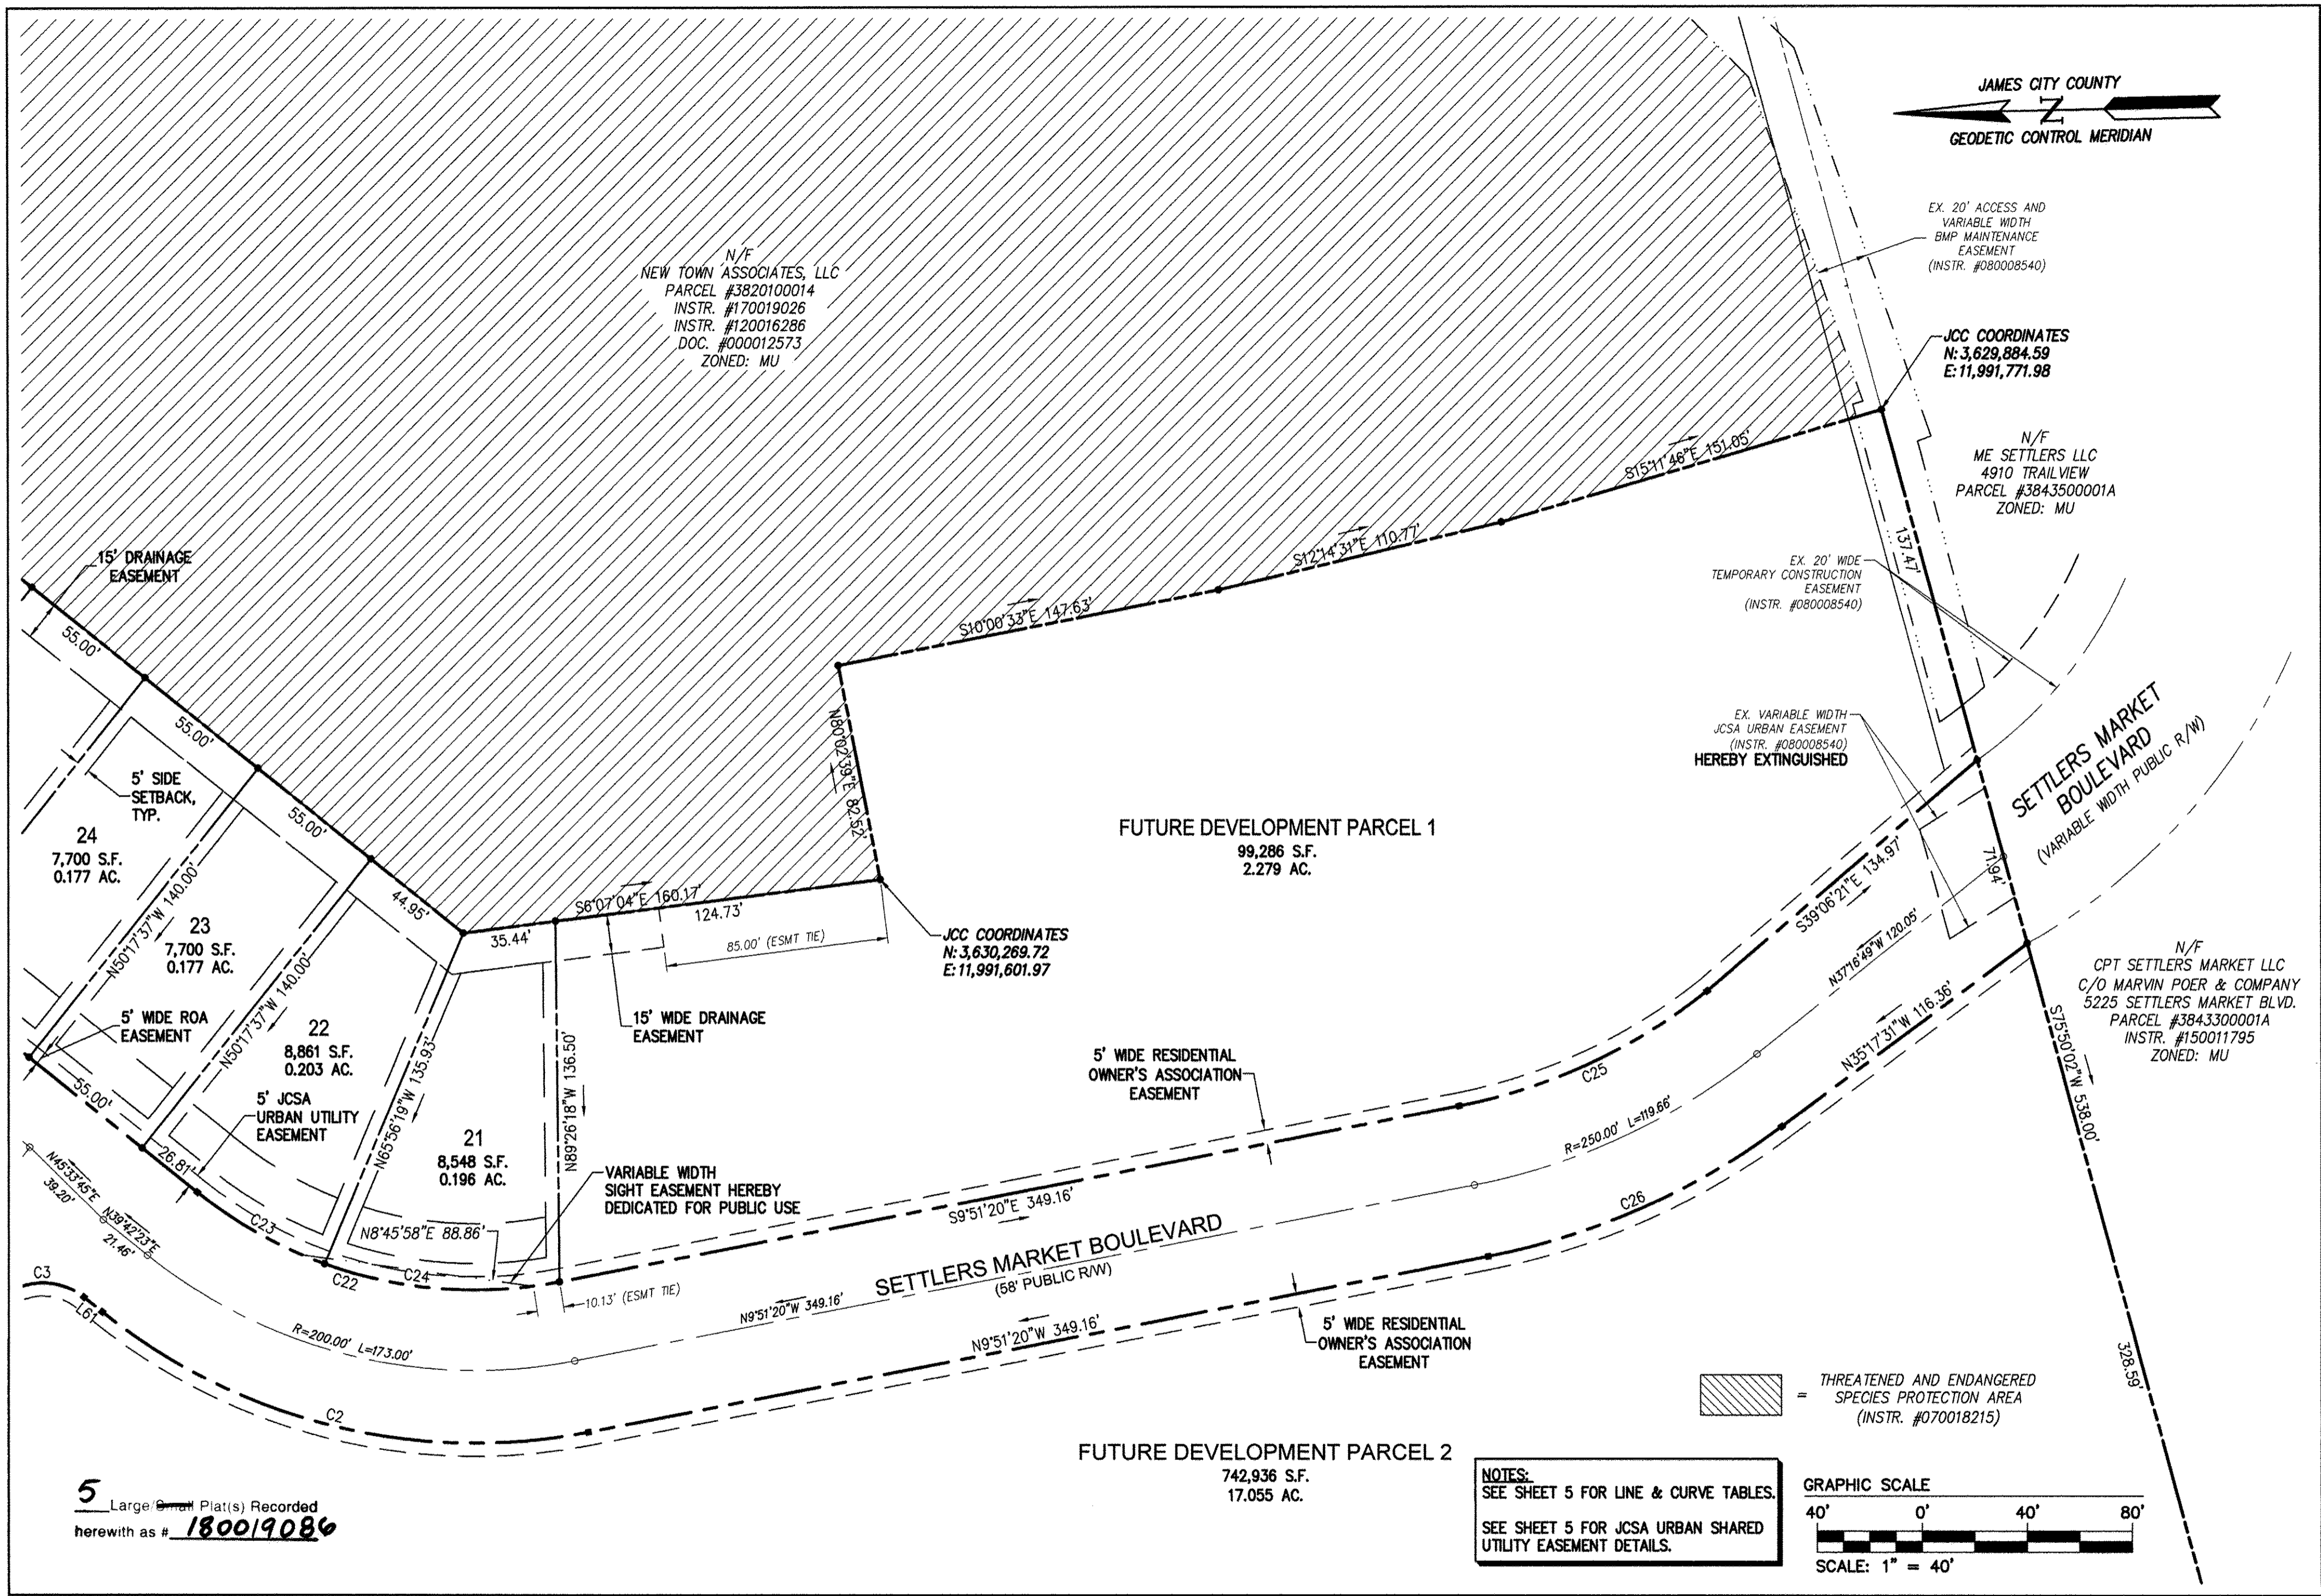 JAMES CITY COUNTY
N
GEODETIC CONTROL MERIDIAN
EX. 20' ACCESS AND
VARIABLE WIDTH
BMP MAINTENANCE
EASEMENT
(INSTR. #080008540)
N/F
NEW TOWN ASSOCIATES, LLC
PARCEL #3820100014
INSTR. #170019026
INSTR. #120016286
DOC. #000012573
ZONED: MU
JCC COORDINATES
N: 3,629,884.59
E: 11,991,771.98
N/F
ME SETTLERS LLC
4910 TRAILVIEW
PARCEL #3843500001A
ZONED: MU
S15°11'46"E 151.05'
S12°14'31"E 110.77'
S10°00'33"E 147.63'
137.47'
EX. 20' WIDE
TEMPORARY CONSTRUCTION
EASEMENT
(INSTR. #080008540)
15' DRAINAGE
EASEMENT
55.00'
55.00'
55.00'
44.95'
N80°02'39"E 82.52'
EX. VARIABLE WIDTH
JCSA URBAN EASEMENT
(INSTR. #080008540)
HEREBY EXTINGUISHED
SETTLERS MARKET
BOULEVARD
(VARIABLE WIDTH PUBLIC R/W)
5' SIDE
SETBACK,
TYP.
24
7,700 S.F.
0.177 AC.
N50°17'37"W 140.00'
23
7,700 S.F.
0.177 AC.
N50°17'37"W 140.00'
FUTURE DEVELOPMENT PARCEL 1
99,286 S.F.
2.279 AC.
71.94'
S39°06'21"E 134.97'
S6°07'04"E 160.17'
124.73'
35.44'
85.00' (ESMT TIE)
JCC COORDINATES
N: 3,630,269.72
E: 11,991,601.97
N37°16'49"W 120.05'
N35°17'31"W 116.36'
N/F
CPT SETTLERS MARKET LLC
C/O MARVIN POER & COMPANY
5225 SETTLERS MARKET BLVD.
PARCEL #3843300001A
INSTR. #150011795
ZONED: MU
S75°50'02"W 538.00'
5' WIDE ROA
EASEMENT
22
8,861 S.F.
0.203 AC.
15' WIDE DRAINAGE
EASEMENT
55.00'
5' JCSA
URBAN UTILITY
EASEMENT
N65°56'19"W 135.93'
N89°26'18"W 136.50'
5' WIDE RESIDENTIAL
OWNER'S ASSOCIATION
EASEMENT
C25
R=250.00' L=119.66'
21
8,548 S.F.
0.196 AC.
26.81'
N45°33'45"E
39.20'
N39°42'23"E
21.46'
C23
VARIABLE WIDTH
SIGHT EASEMENT HEREBY
DEDICATED FOR PUBLIC USE
N8°45'58"E 88.86'
S9°51'20"E 349.16'
C26
C3
C22
C24
L61
10.13' (ESMT TIE)
SETTLERS MARKET BOULEVARD
(58' PUBLIC R/W)
N9°51'20"W 349.16'
R=200.00' L=173.00'
N9°51'20"W 349.16'
5' WIDE RESIDENTIAL
OWNER'S ASSOCIATION
EASEMENT
C2
328.59'
= THREATENED AND ENDANGERED
SPECIES PROTECTION AREA
(INSTR. #070018215)
FUTURE DEVELOPMENT PARCEL 2
742,936 S.F.
17.055 AC.
5 Large/Small Plat(s) Recorded
herewith as # 180019086
NOTES:
SEE SHEET 5 FOR LINE & CURVE TABLES.
SEE SHEET 5 FOR JCSA URBAN SHARED
UTILITY EASEMENT DETAILS.
GRAPHIC SCALE
40' 0' 40' 80'
SCALE: 1" = 40'